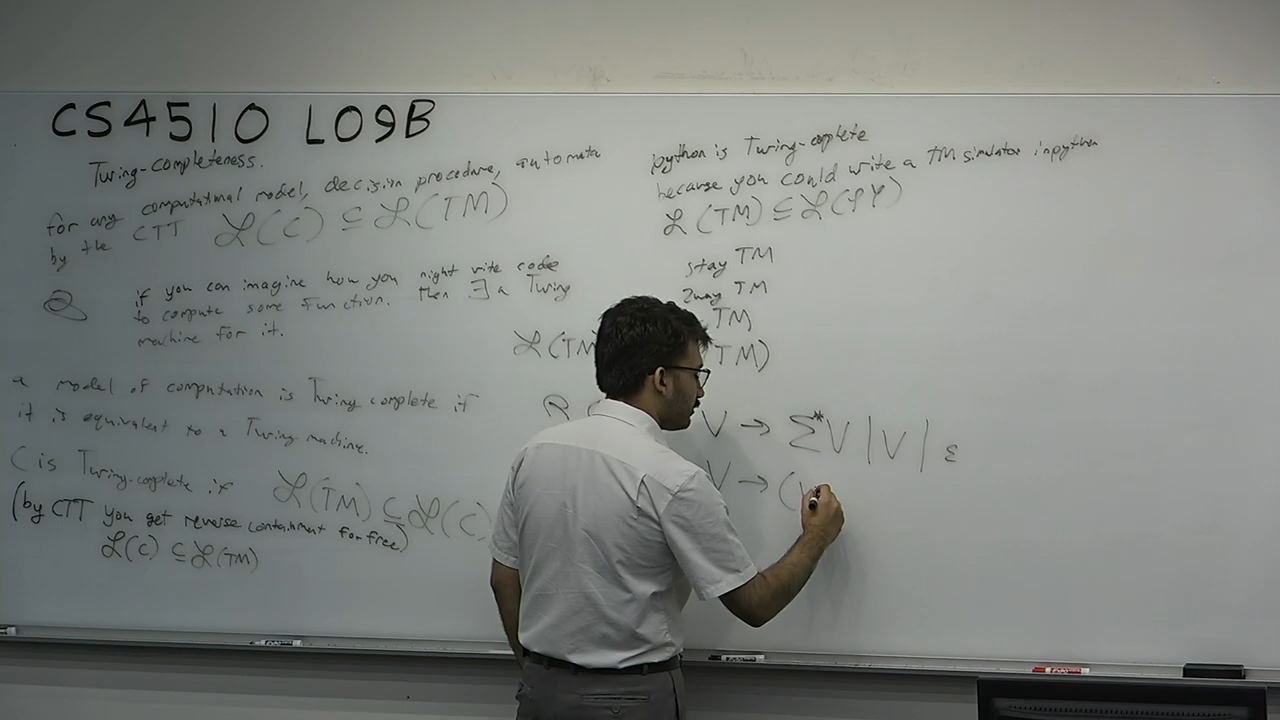 CS4510 L09B
Turing-completeness.
for any computational model, decision procedure, automata
by the CTT ℒ(C) ⊆ ℒ(TM)
if you can imagine how you might write code
to compute some function. then ∃ a Turing
machine for it.
a model of computation is Turing complete if
it is equivalent to a Turing machine.
C is Turing-complete if ℒ(TM) ⊆ ℒ(C)
(by CTT you get reverse containment for free)
ℒ(C) ⊆ ℒ(TM)
python is Turing-complete
because you could write a TM simulator in python
ℒ(TM) ⊆ ℒ(PY)
stay TM
2way TM
TM
ℒ(TM TM)
R V → Σ*V | V | ε
V → (